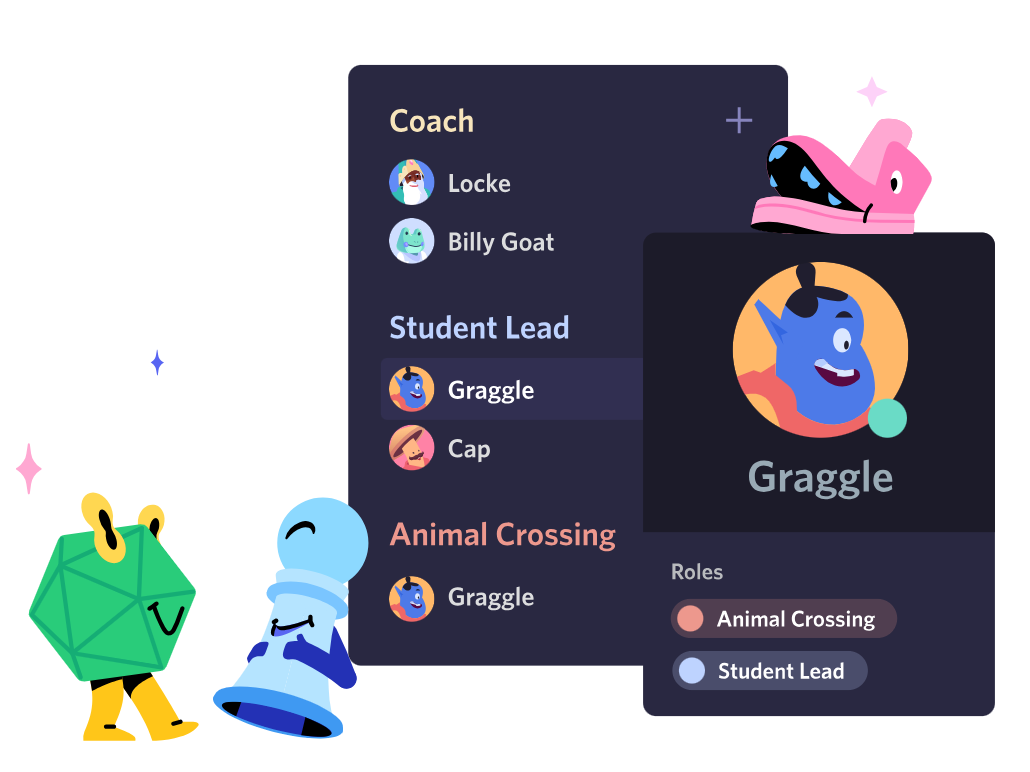 Coach
Locke
Billy Goat
Student Lead
Graggle
Cap
Animal Crossing
Graggle
Graggle
Roles
Animal Crossing
Student Lead